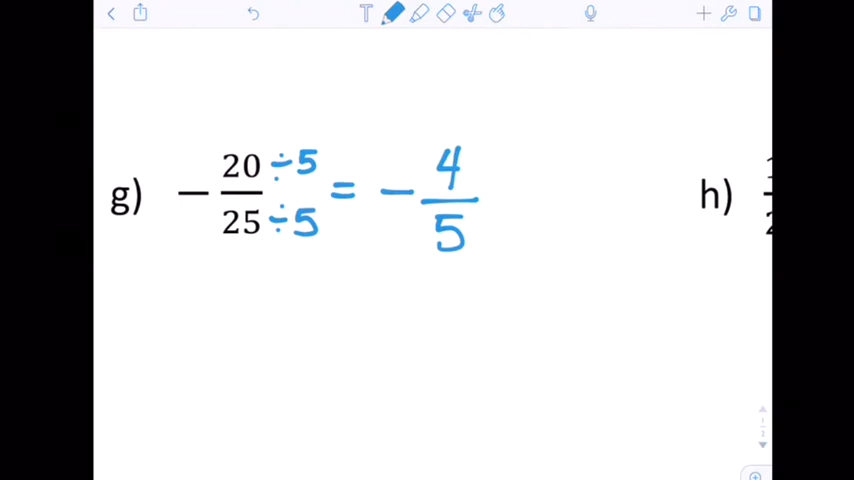 g) − 20/25 ÷5/÷5 = − 4/5
h)